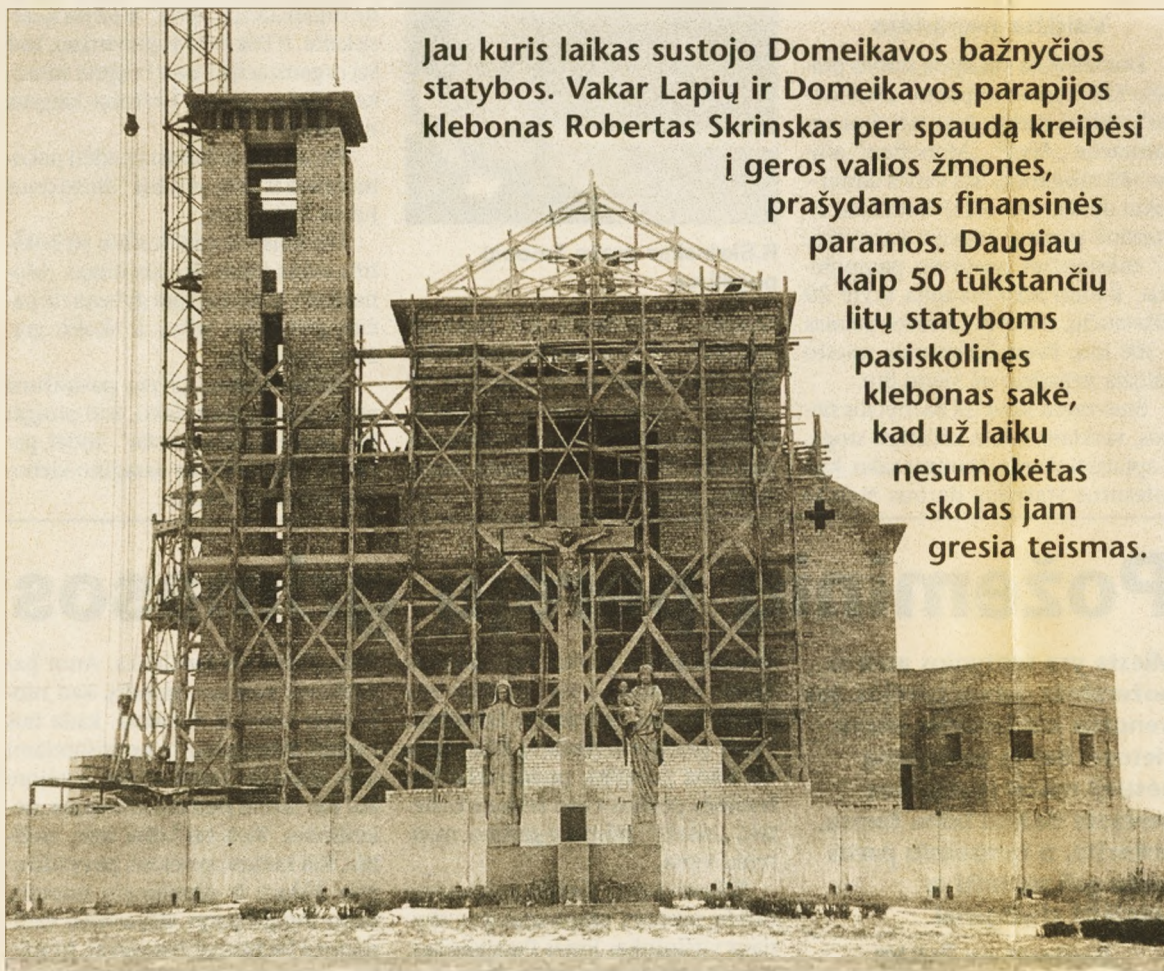 Jau kuris laikas sustojo Domeikavos bažnyčios
statybos. Vakar Lapių ir Domeikavos parapijos
klebonas Robertas Skrinskas per spaudą kreipėsi
į geros valios žmones,
prašydamas finansinės
paramos. Daugiau
kaip 50 tūkstančių
litų statyboms
pasiskolinęs
klebonas sakė,
kad už laiku
nesumokėtas
skolas jam
gresia teismas.